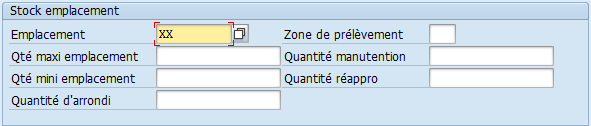 Stock emplacement
Emplacement XX Zone de prélèvement
Qté maxi emplacement Quantité manutention
Qté mini emplacement Quantité réappro
Quantité d'arrondi